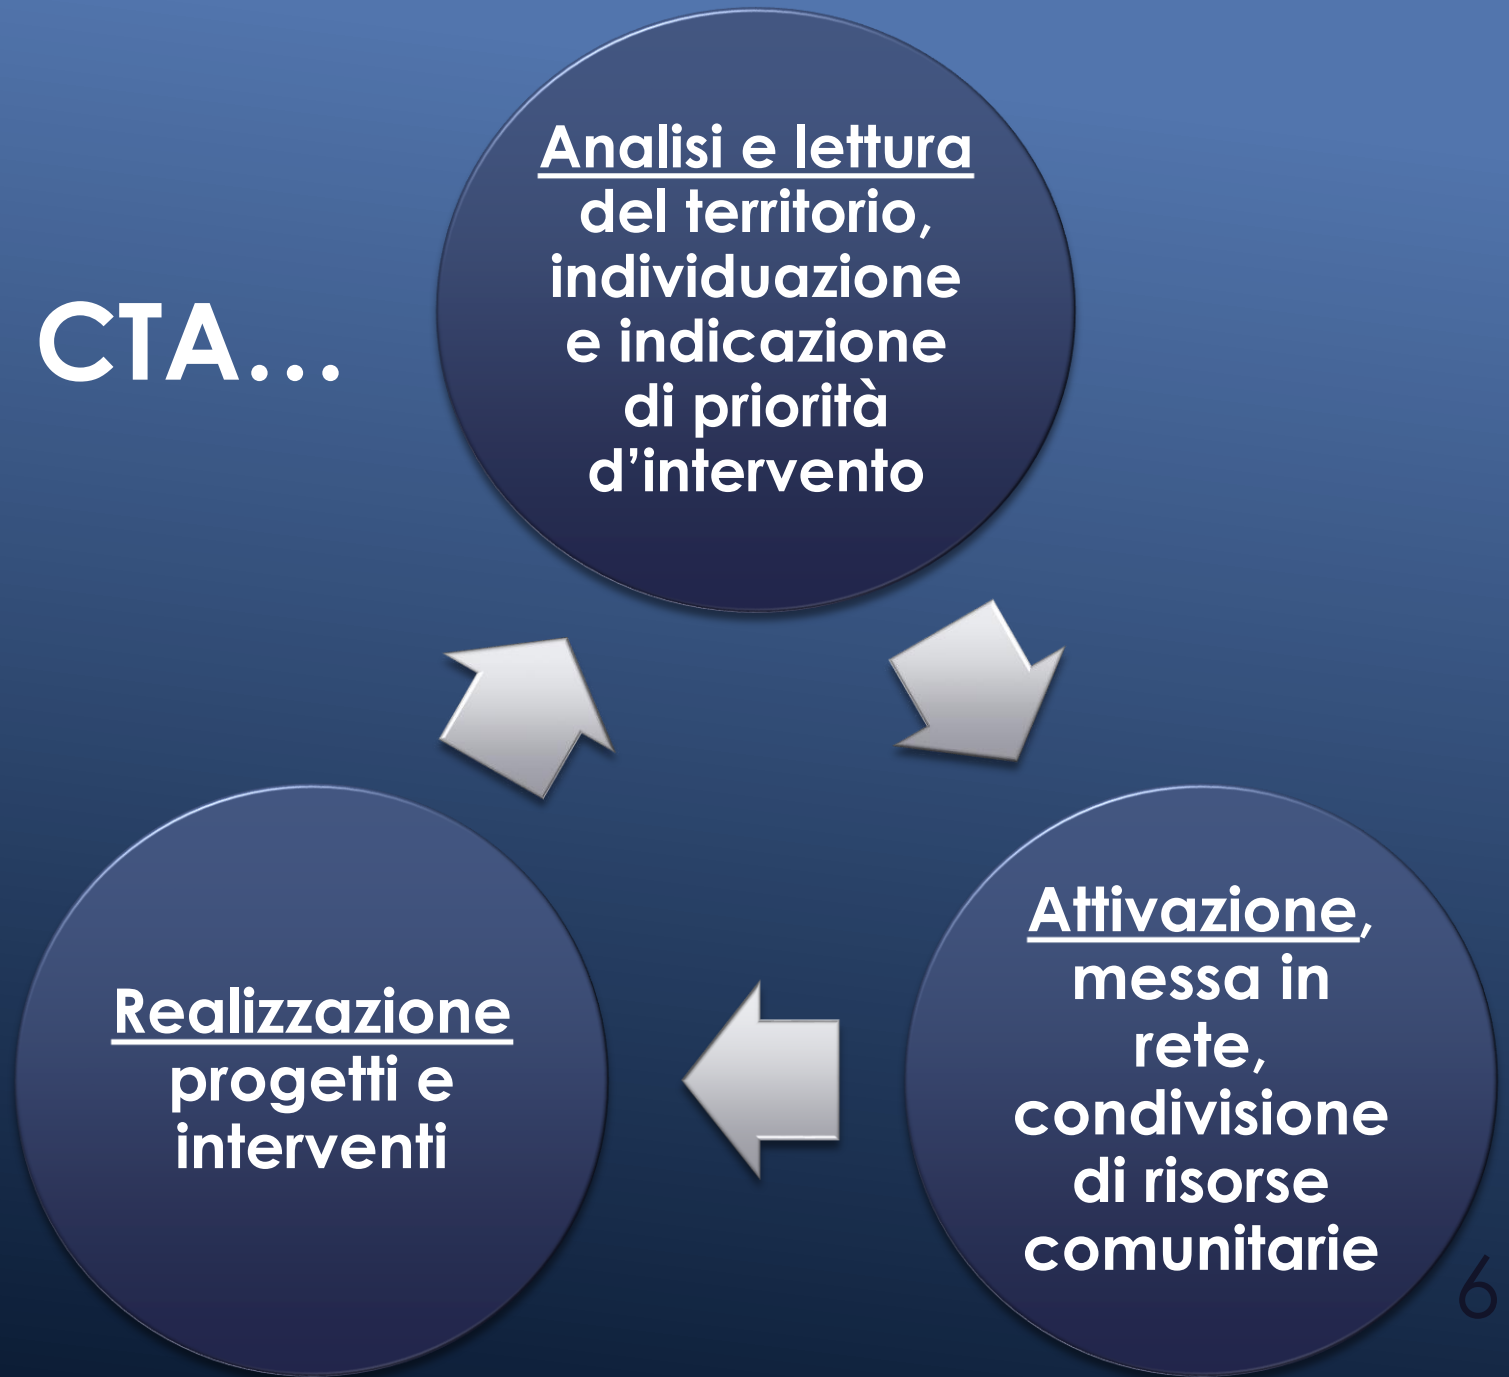 CTA…
Analisi e lettura
del territorio,
individuazione
e indicazione
di priorità
d’intervento
Attivazione,
messa in
rete,
condivisione
di risorse
comunitarie
Realizzazione
progetti e
interventi
6